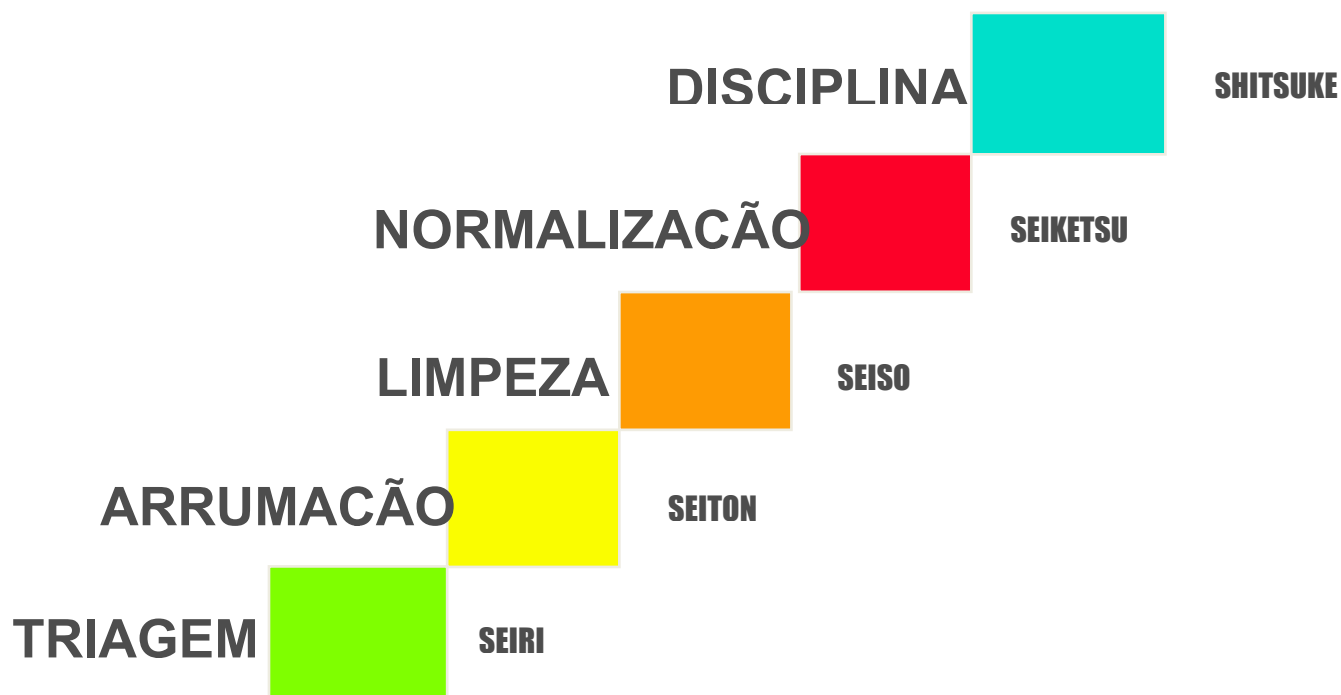 DISCIPLINA SHITSUKE
NORMALIZACÃO SEIKETSU
LIMPEZA SEISO
ARRUMACÃO SEITON
TRIAGEM SEIRI